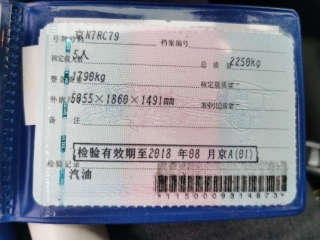 号牌号码 京N7RC79 档案编号
核定载人数 5人 总质量 2250kg
整备质量 1790kg 核定载质量
外廓尺寸 5055×1860×1491mm 准牵引总质量
备注
检验有效期至2018年08月京A(01)
检验记录
汽油